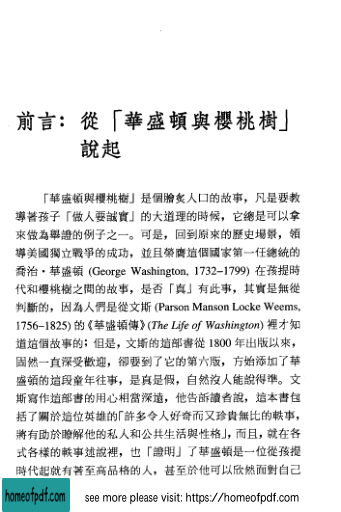 前言：從「華盛頓與櫻桃樹」
說起
「華盛頓與櫻桃樹」是個膾炙人口的故事，凡是要教
導著孩子「做人要誠實」的大道理的時候，它總是可以拿
來做為舉證的例子之一。可是，回到原來的歷史場景，領
導美國獨立戰爭的成功，並且榮膺這個國家第一任總統的
喬治・華盛頓 (George Washington, 1732-1799) 在孩提時
代和櫻桃樹之間的故事，是否「真」有此事，其實是無從
判斷的，因為人們是從文斯 (Parson Manson Locke Weems,
1756-1825) 的《華盛頓傳》(The Life of Washington) 裡才知
道這個故事的；但是，文斯的這部書從 1800 年出版以來，
固然一直深受歡迎，卻要到了它的第六版，方始添加了華
盛頓的這段童年往事，是真是假，自然沒人能說得準。文
斯寫作這部書的用心相當深遠，他告訴讀者說，這本書包
括了關於這位英雄的「許多令人好奇而又珍貴無比的軼事，
將有助於瞭解他的私人和公共生活與性格」，而且，就在各
式各樣的軼事述說裡，也「證明」了華盛頓是一位從孩提
時代起就有著至高品格的人，甚至於他可以欣然面對自己
homeofpdf.com
see more please visit: https://homeofpdf.com